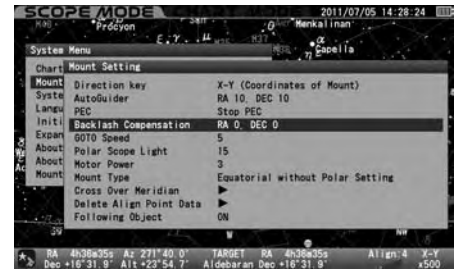 SCOPE MODE 2011/07/05 14:28:24
Procyon Menkalinan
ε.γ. μ M37 α
Capella
System Menu
Chart Mount Setting
Mount Direction key X-Y (Coordinates of Mount)
Syste AutoGuider RA 10, DEC 10
Langu PEC Stop PEC
Initi Backlash Compensation RA 0, DEC 0
Expan GOTO Speed 5
About Polar Scope Light 15
About Motor Power 3
Mount Mount Type Equatorial without Polar Setting
Cross Over Meridian ▶
Delete Align Point Data ▶
Following Object ON
W NW
RA 4h36m35s Az 271°40.0' TARGET RA 4h36m35s Align:4 X-Y
Dec +16°31.9' Alt +23°54.7' Aldebaran Dec +16°31.9' x500